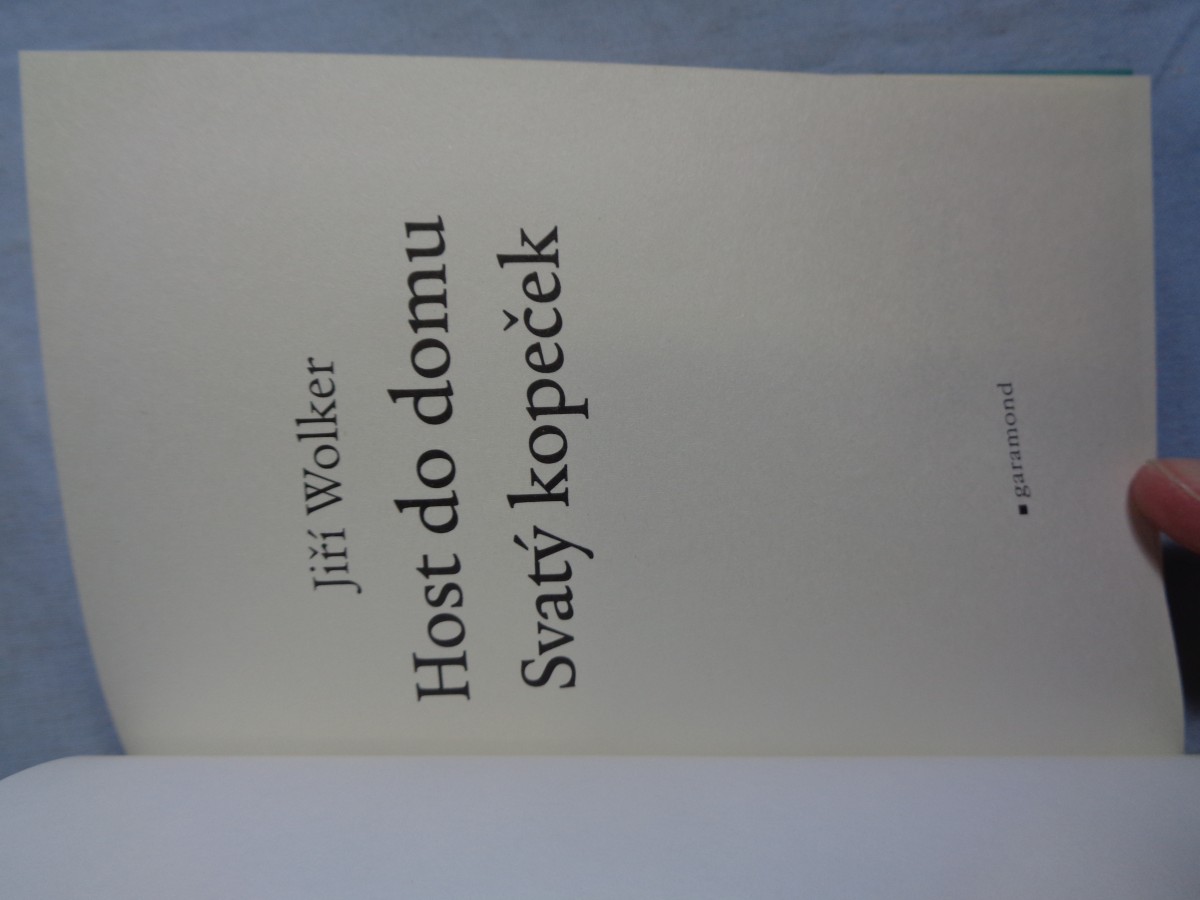 Jiří Wolker
Host do domu
Svatý kopeček
garamond